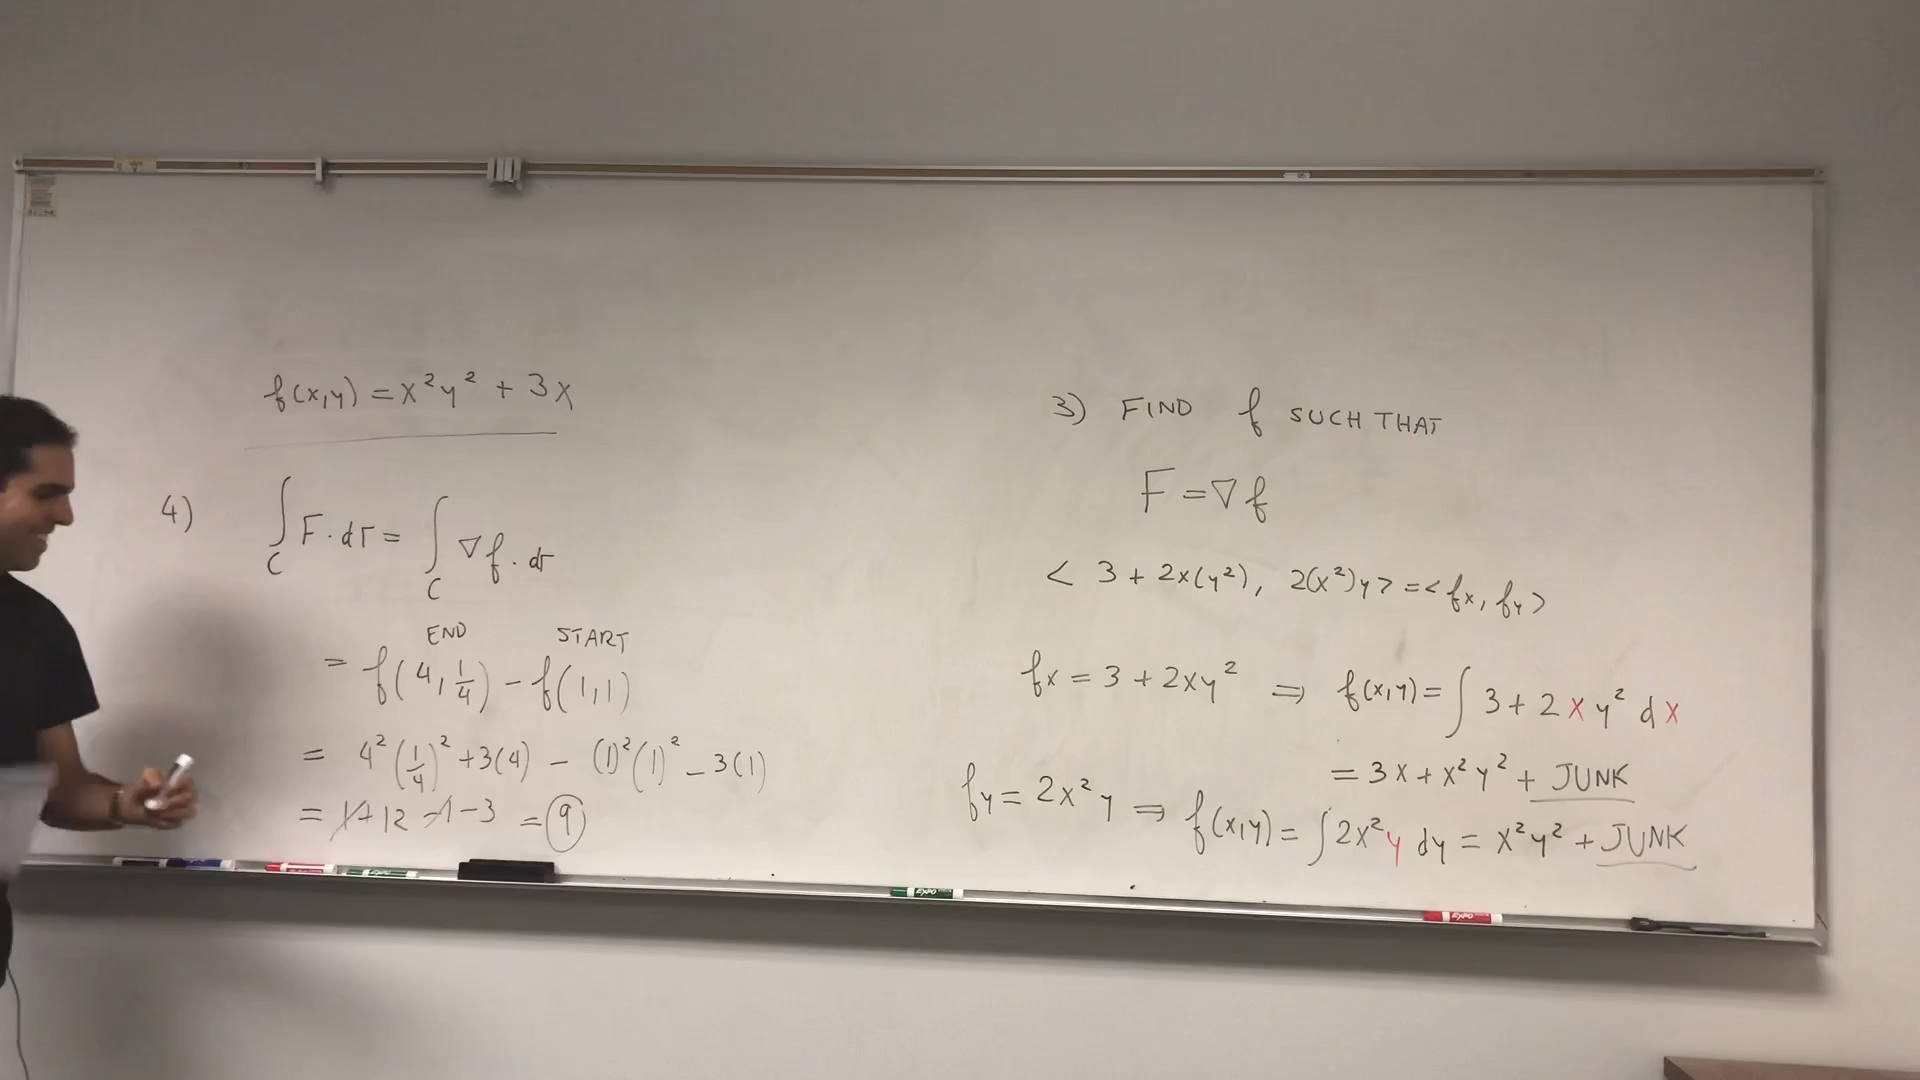 f(x,y) = x²y² + 3x
4) ∫_C F · dr = ∫_C ∇f · dr
END START
= f(4, 1/4) - f(1,1)
= 4² (1/4)² + 3(4) - (1)² (1)² - 3(1)
= 1 + 12 - 1 - 3 = 9
3) FIND f SUCH THAT
F = ∇f
< 3 + 2x(y²), 2(x²)y > = < fx, fy >
fx = 3 + 2xy² ⇒ f(x,y) = ∫ 3 + 2xy² dx
= 3x + x²y² + JUNK
fy = 2x²y ⇒ f(x,y) = ∫ 2x²y dy = x²y² + JUNK
EXPO
EXPO